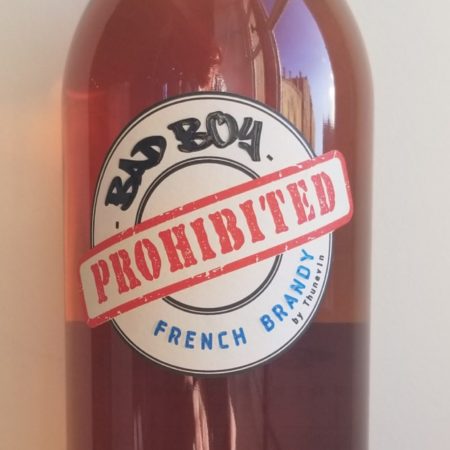 BAD BOY.
PROHIBITED
FRENCH BRANDY
by Thunevin